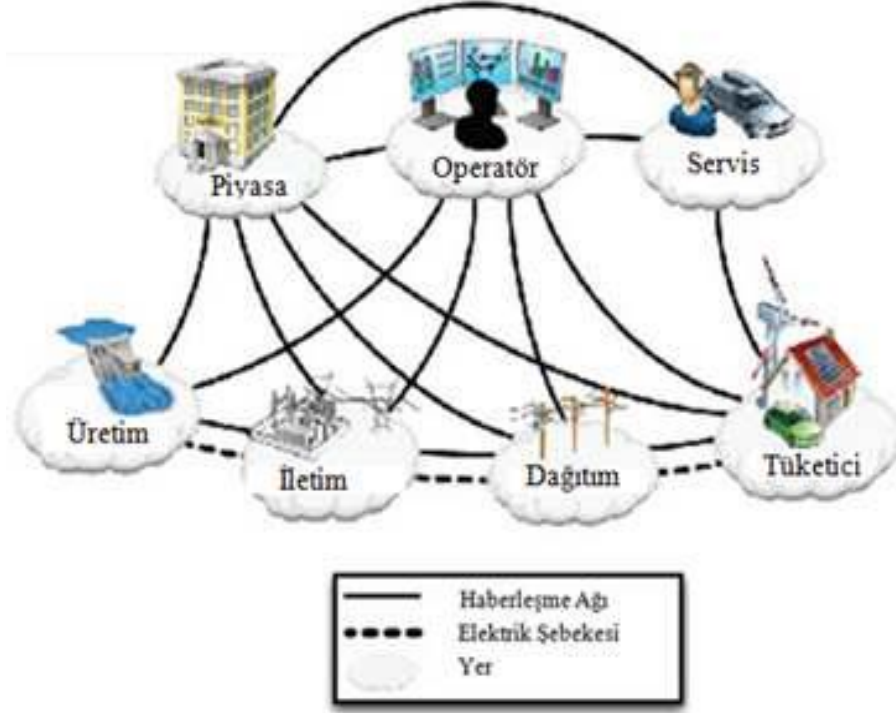 Piyasa
Operatör
Servis
Üretim
İletim
Dağıtım
Tüketici
Haberleşme Ağı
Elektrik Şebekesi
Yer